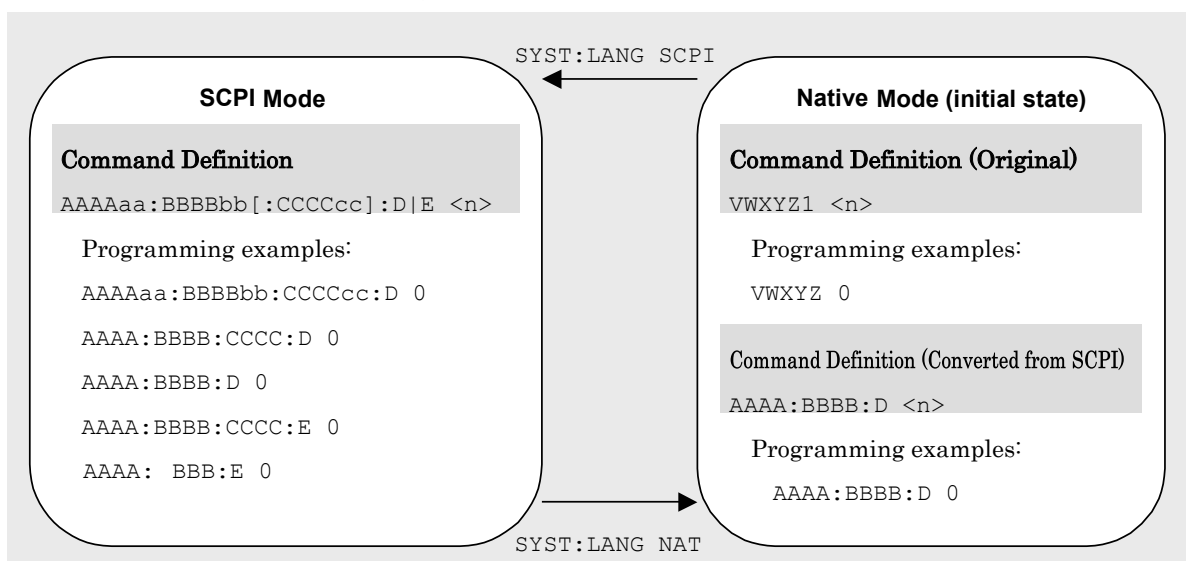 SYST:LANG SCPI
SCPI Mode
Command Definition
AAAAaa:BBBBbb[:CCCCcc]:D|E <n>
Programming examples:
AAAAaa:BBBBbb:CCCCcc:D 0
AAAA:BBBB:CCCC:D 0
AAAA:BBBB:D 0
AAAA:BBBB:CCCC:E 0
AAAA: BBB:E 0
Native Mode (initial state)
Command Definition (Original)
VWXYZ1 <n>
Programming examples:
VWXYZ 0
Command Definition (Converted from SCPI)
AAAA:BBBB:D <n>
Programming examples:
AAAA:BBBB:D 0
SYST:LANG NAT